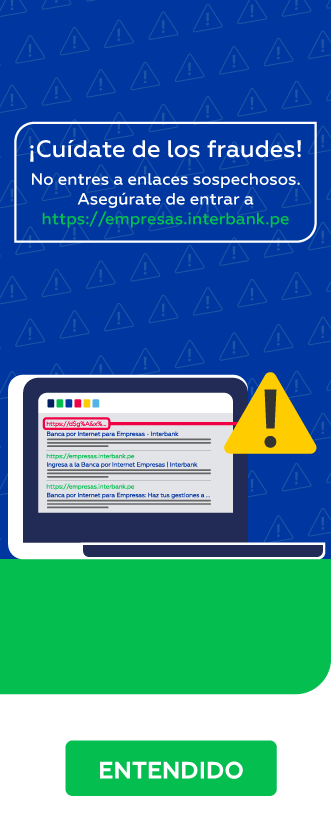 ¡Cuídate de los fraudes!
No entres a enlaces sospechosos.
Asegúrate de entrar a
https://empresas.interbank.pe
https://d$g%A&x%...
Banca por Internet para Empresas - Interbank
https://empresas.interbank.pe
Ingresa a la Banca por Internet Empresas | Interbank
https://empresas.interbank.pe
Banca por Internet para Empresas: Haz tus gestiones a ...
ENTENDIDO